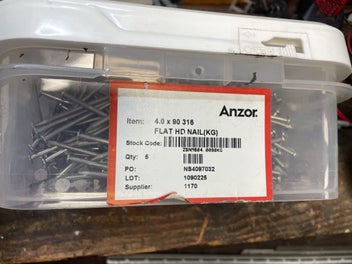 Anzor.
Item: 4.0 x 90 316
FLAT HD NAIL(KG)
Stock Code:
Qty: 5
PO: NS4097032
LOT: 1090225
Supplier: 1170